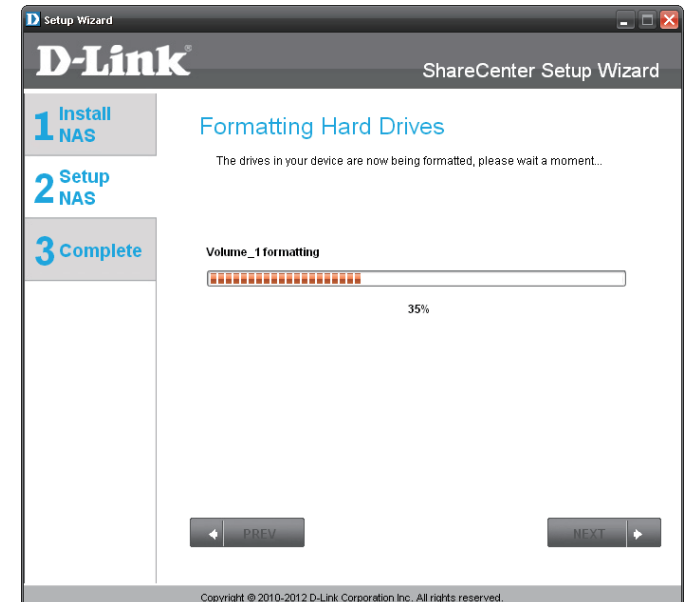 Setup Wizard
D-Link®
ShareCenter Setup Wizard
1 Install
NAS
2 Setup
NAS
3 Complete
Formatting Hard Drives
The drives in your device are now being formatted, please wait a moment...
Volume_1 formatting
35%
PREV
NEXT
Copyright © 2010-2012 D-Link Corporation Inc. All rights reserved.